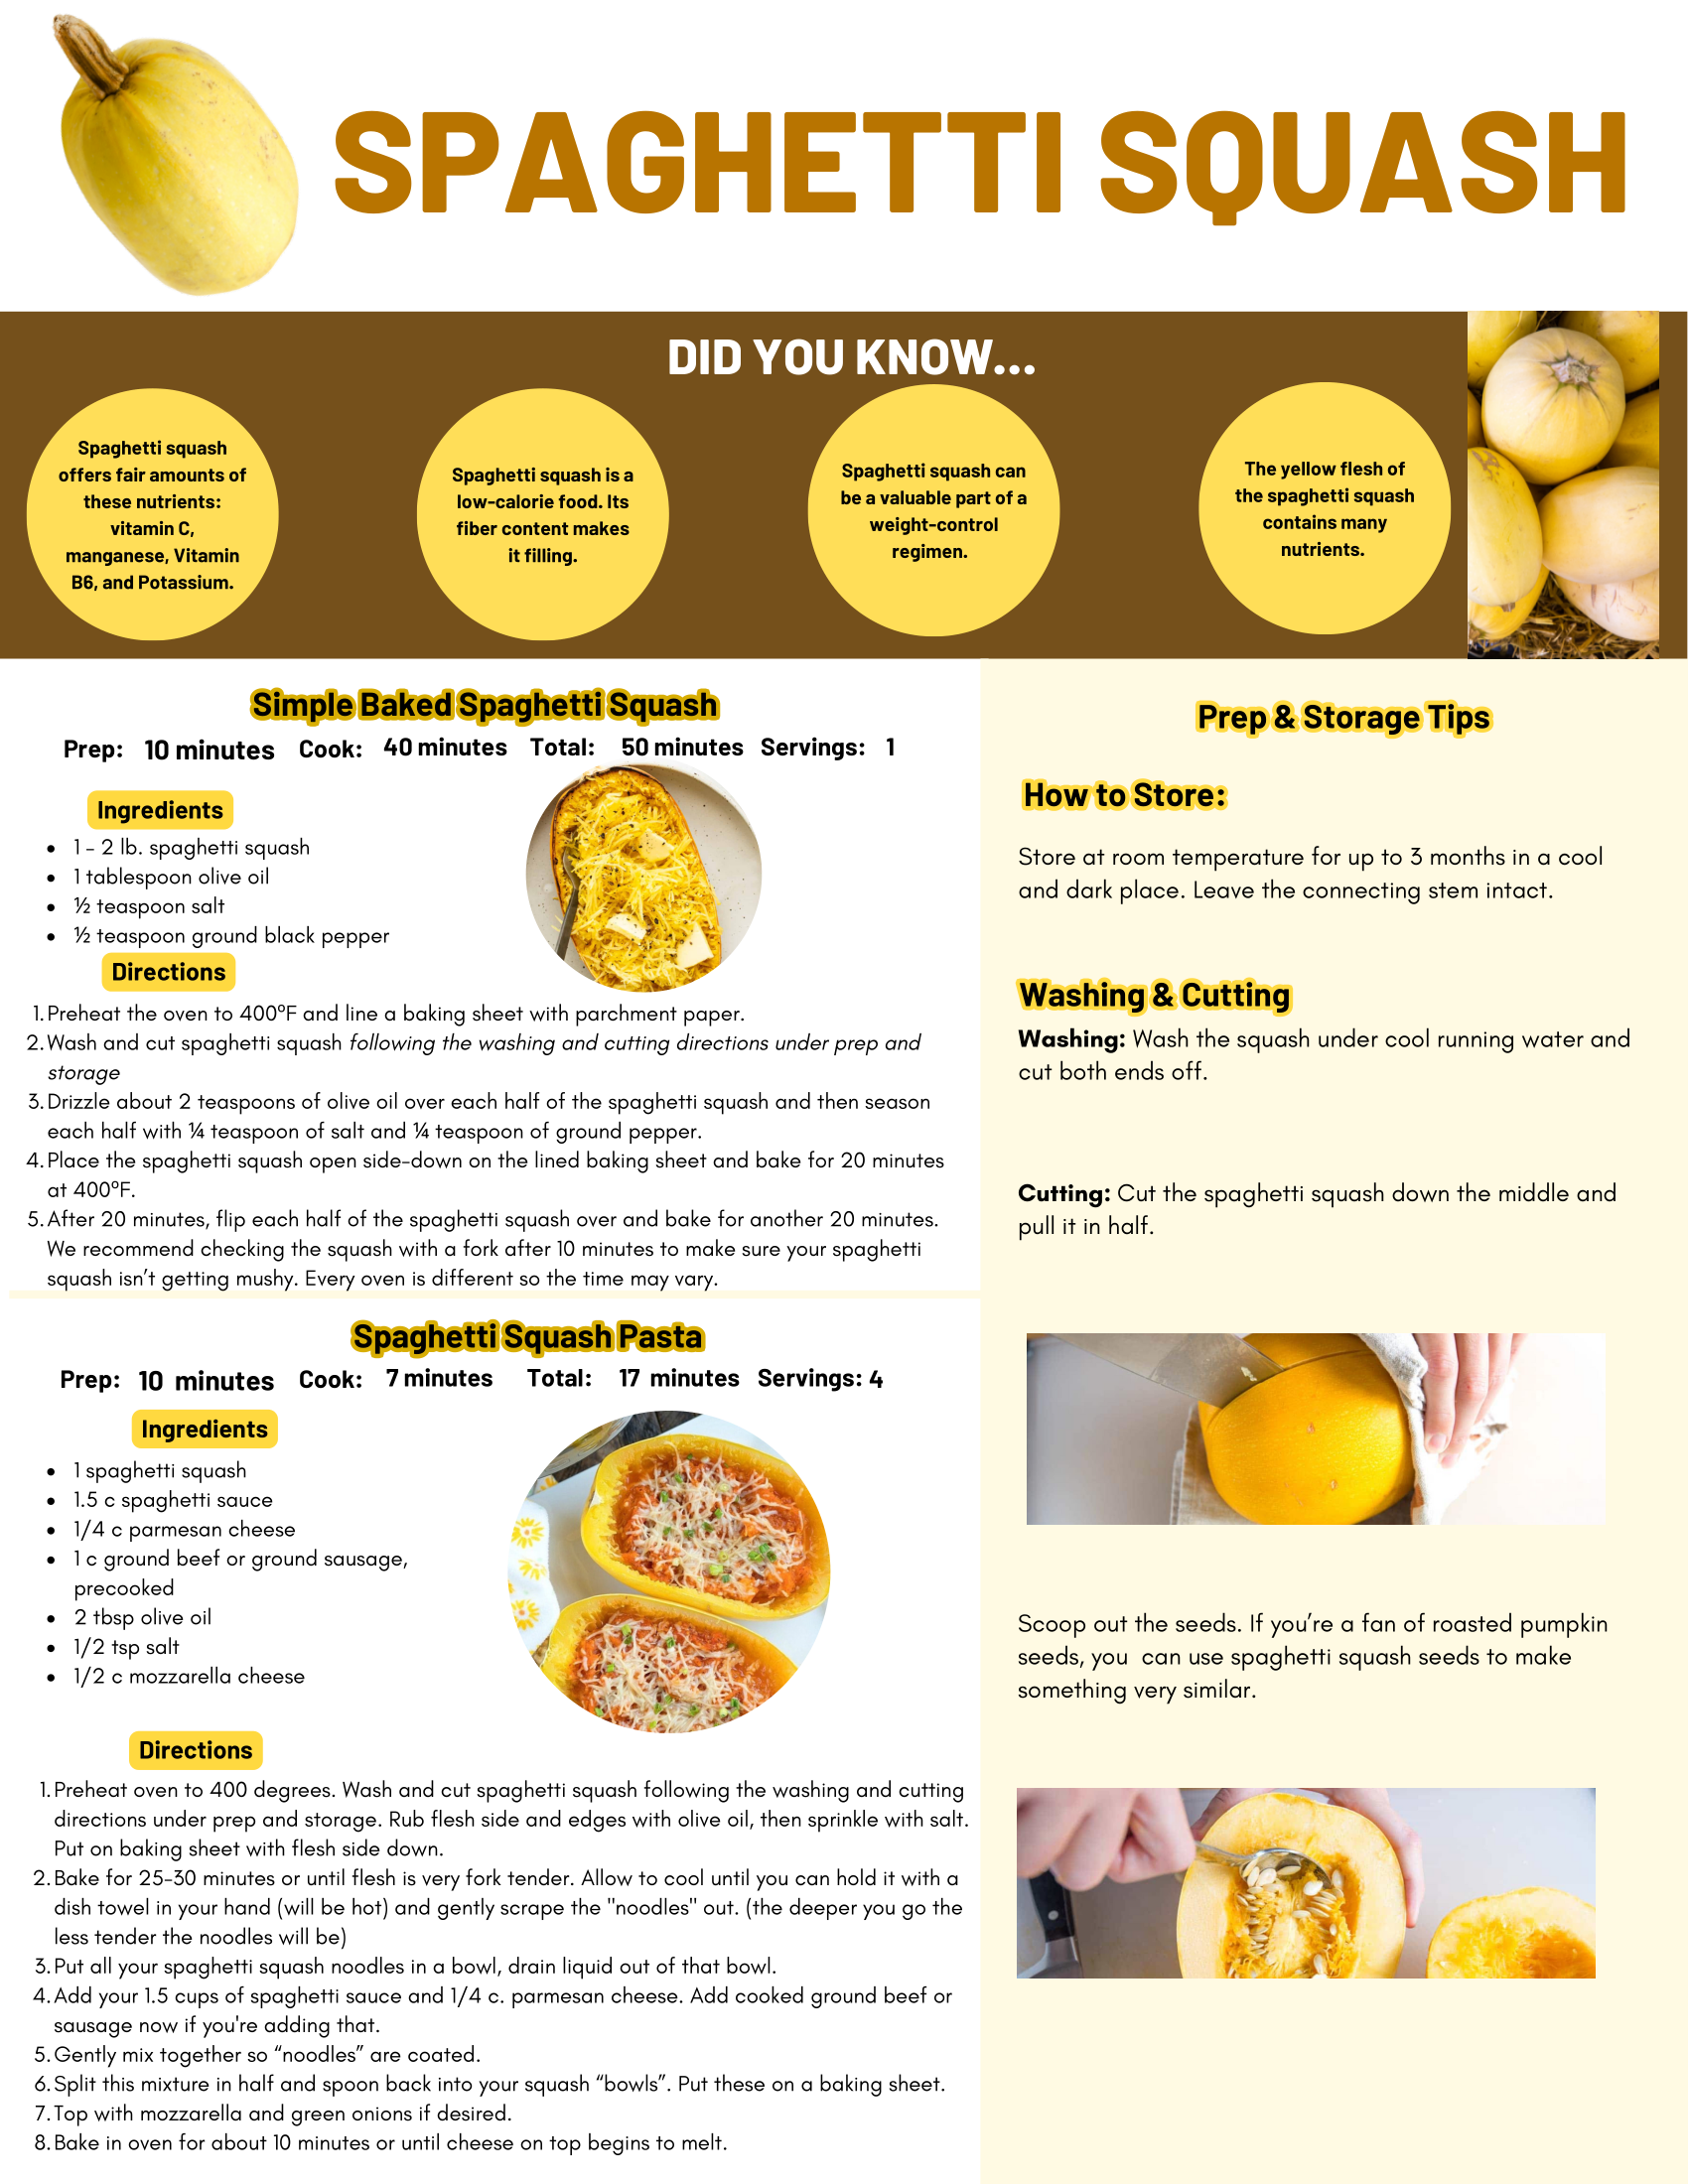 SPAGHETTI SQUASH
DID YOU KNOW...
Spaghetti squash
offers fair amounts of
these nutrients:
vitamin C,
manganese, Vitamin
B6, and Potassium.
Spaghetti squash is a
low-calorie food. Its
fiber content makes
it filling.
Spaghetti squash can
be a valuable part of a
weight-control
regimen.
The yellow flesh of
the spaghetti squash
contains many
nutrients.
Simple Baked Spaghetti Squash
Prep: 10 minutes Cook: 40 minutes Total: 50 minutes Servings: 1
Ingredients
• 1 - 2 lb. spaghetti squash
• 1 tablespoon olive oil
• ½ teaspoon salt
• ½ teaspoon ground black pepper
Directions
1. Preheat the oven to 400°F and line a baking sheet with parchment paper.
2. Wash and cut spaghetti squash following the washing and cutting directions under prep and
storage
3. Drizzle about 2 teaspoons of olive oil over each half of the spaghetti squash and then season
each half with ¼ teaspoon of salt and ¼ teaspoon of ground pepper.
4. Place the spaghetti squash open side-down on the lined baking sheet and bake for 20 minutes
at 400°F.
5. After 20 minutes, flip each half of the spaghetti squash over and bake for another 20 minutes.
We recommend checking the squash with a fork after 10 minutes to make sure your spaghetti
squash isn’t getting mushy. Every oven is different so the time may vary.
Spaghetti Squash Pasta
Prep: 10 minutes Cook: 7 minutes Total: 17 minutes Servings: 4
Ingredients
• 1 spaghetti squash
• 1.5 c spaghetti sauce
• 1/4 c parmesan cheese
• 1 c ground beef or ground sausage,
precooked
• 2 tbsp olive oil
• 1/2 tsp salt
• 1/2 c mozzarella cheese
Directions
1. Preheat oven to 400 degrees. Wash and cut spaghetti squash following the washing and cutting
directions under prep and storage. Rub flesh side and edges with olive oil, then sprinkle with salt.
Put on baking sheet with flesh side down.
2. Bake for 25-30 minutes or until flesh is very fork tender. Allow to cool until you can hold it with a
dish towel in your hand (will be hot) and gently scrape the "noodles" out. (the deeper you go the
less tender the noodles will be)
3. Put all your spaghetti squash noodles in a bowl, drain liquid out of that bowl.
4. Add your 1.5 cups of spaghetti sauce and 1/4 c. parmesan cheese. Add cooked ground beef or
sausage now if you're adding that.
5. Gently mix together so “noodles” are coated.
6. Split this mixture in half and spoon back into your squash “bowls”. Put these on a baking sheet.
7. Top with mozzarella and green onions if desired.
8. Bake in oven for about 10 minutes or until cheese on top begins to melt.
Prep & Storage Tips
How to Store:
Store at room temperature for up to 3 months in a cool
and dark place. Leave the connecting stem intact.
Washing & Cutting
Washing: Wash the squash under cool running water and
cut both ends off.
Cutting: Cut the spaghetti squash down the middle and
pull it in half.
Scoop out the seeds. If you’re a fan of roasted pumpkin
seeds, you can use spaghetti squash seeds to make
something very similar.